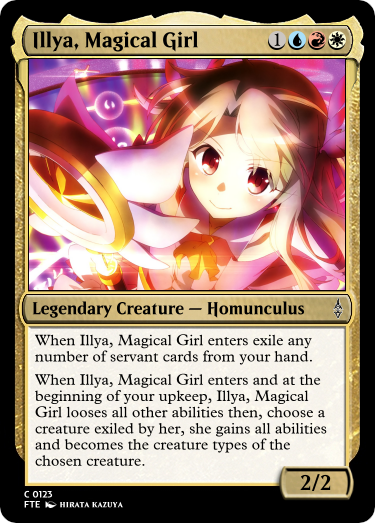 Illya, Magical Girl 1
Legendary Creature — Homunculus
When Illya, Magical Girl enters exile any
number of servant cards from your hand.
When Illya, Magical Girl enters and at the
beginning of your upkeep, Illya, Magical
Girl looses all other abilities then, choose a
creature exiled by her, she gains all abilities
and becomes the creature types of the
chosen creature.
2/2
C 0123
FTE HIRATA KAZUYA